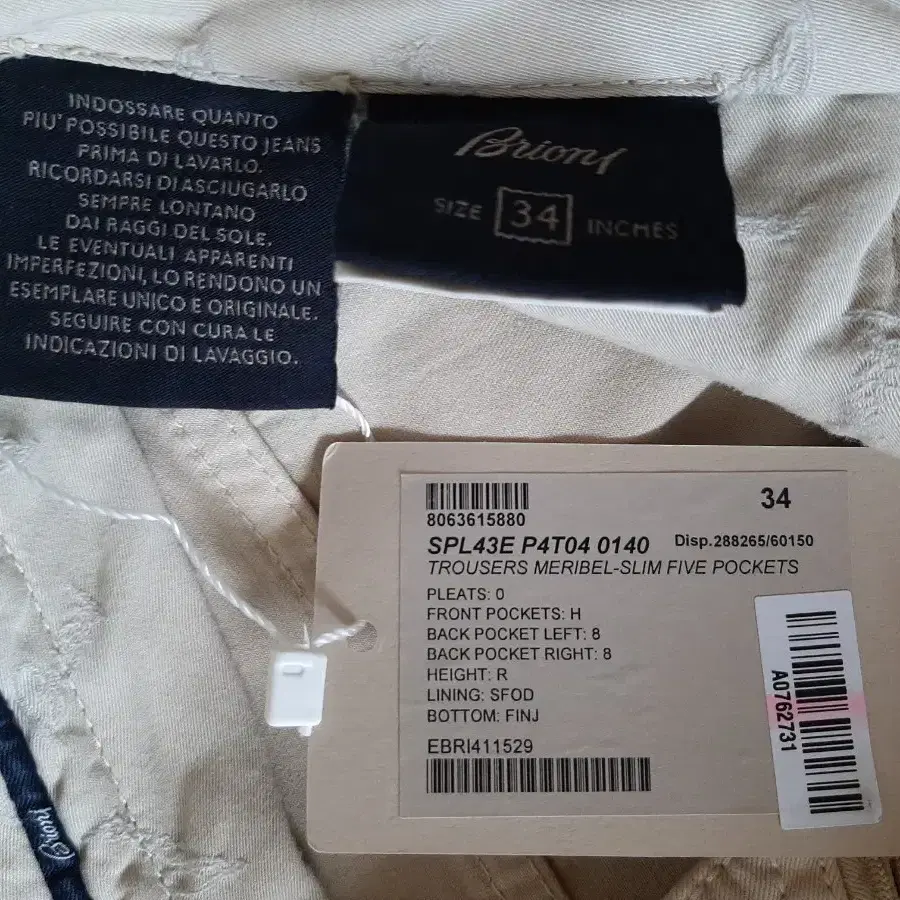 INDOSSARE QUANTO
PIU' POSSIBILE QUESTO JEANS
PRIMA DI LAVARLO.
RICORDARSI DI ASCIUGARLO
SEMPRE LONTANO
DAI RAGGI DEL SOLE.
LE EVENTUALI APPARENTI
IMPERFEZIONI, LO RENDONO UN
ESEMPLARE UNICO E ORIGINALE.
SEGUIRE CON CURA LE
INDICAZIONI DI LAVAGGIO.
Brioni
SIZE 34 INCHES
34
8063615880
SPL43E P4T04 0140 Disp.288265/60150
TROUSERS MERIBEL-SLIM FIVE POCKETS
PLEATS: 0
FRONT POCKETS: H
BACK POCKET LEFT: 8
BACK POCKET RIGHT: 8
HEIGHT: R
LINING: SFOD
BOTTOM: FINJ
EBRI411529
A0762731
Brioni